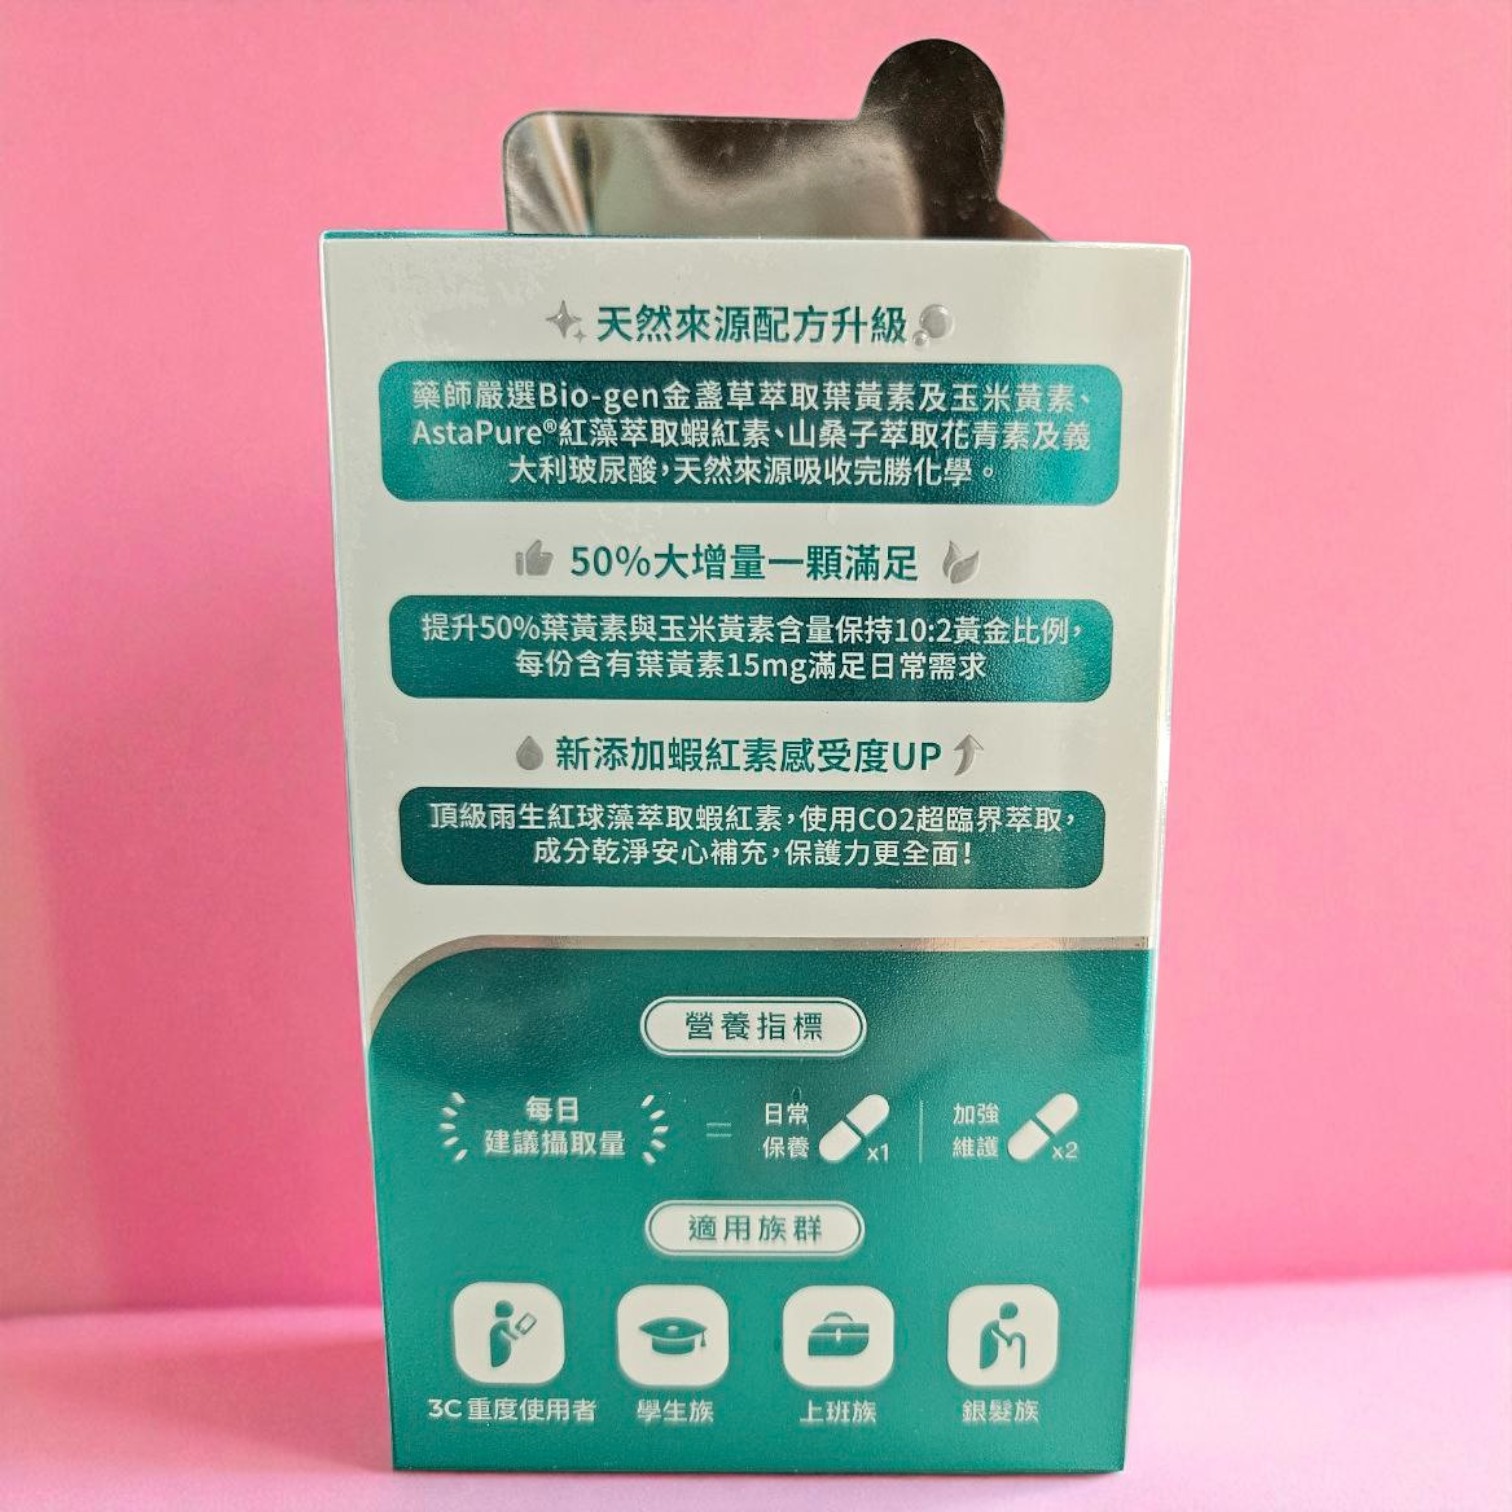 天然來源配方升級
藥師嚴選Bio-gen金盞草萃取葉黃素及玉米黃素、
AstaPure®紅藻萃取蝦紅素、山桑子萃取花青素及義
大利玻尿酸,天然來源吸收完勝化學。
50%大增量一顆滿足
提升50%葉黃素與玉米黃素含量保持10:2黃金比例,
每份含有葉黃素15mg滿足日常需求
新添加蝦紅素感受度UP
頂級雨生紅球藻萃取蝦紅素,使用CO2超臨界萃取,
成分乾淨安心補充,保護力更全面!
營養指標
每日
建議攝取量
=
日常
保養
x1
加強
維護
x2
適用族群
3C重度使用者
學生族
上班族
銀髮族